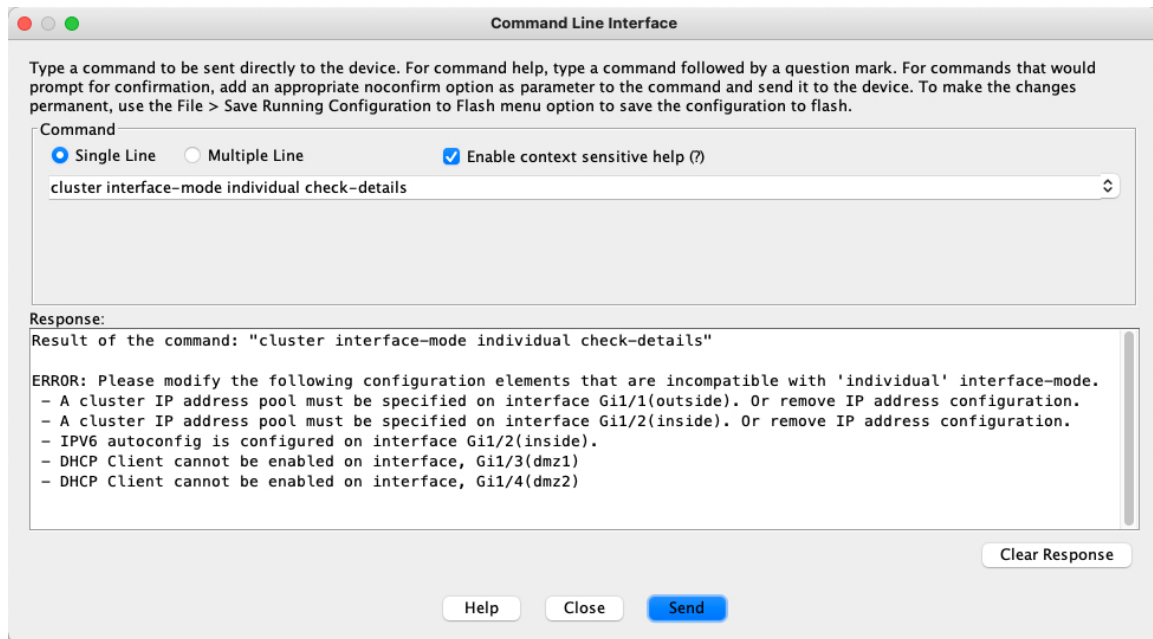 Command Line Interface
Type a command to be sent directly to the device. For command help, type a command followed by a question mark. For commands that would
prompt for confirmation, add an appropriate noconfirm option as parameter to the command and send it to the device. To make the changes
permanent, use the File > Save Running Configuration to Flash menu option to save the configuration to flash.
Command
Single Line Multiple Line Enable context sensitive help (?)
cluster interface-mode individual check-details
Response:
Result of the command: "cluster interface-mode individual check-details"
ERROR: Please modify the following configuration elements that are incompatible with 'individual' interface-mode.
- A cluster IP address pool must be specified on interface Gi1/1(outside). Or remove IP address configuration.
- A cluster IP address pool must be specified on interface Gi1/2(inside). Or remove IP address configuration.
- IPV6 autoconfig is configured on interface Gi1/2(inside).
- DHCP Client cannot be enabled on interface, Gi1/3(dmz1)
- DHCP Client cannot be enabled on interface, Gi1/4(dmz2)
Clear Response
Help Close Send